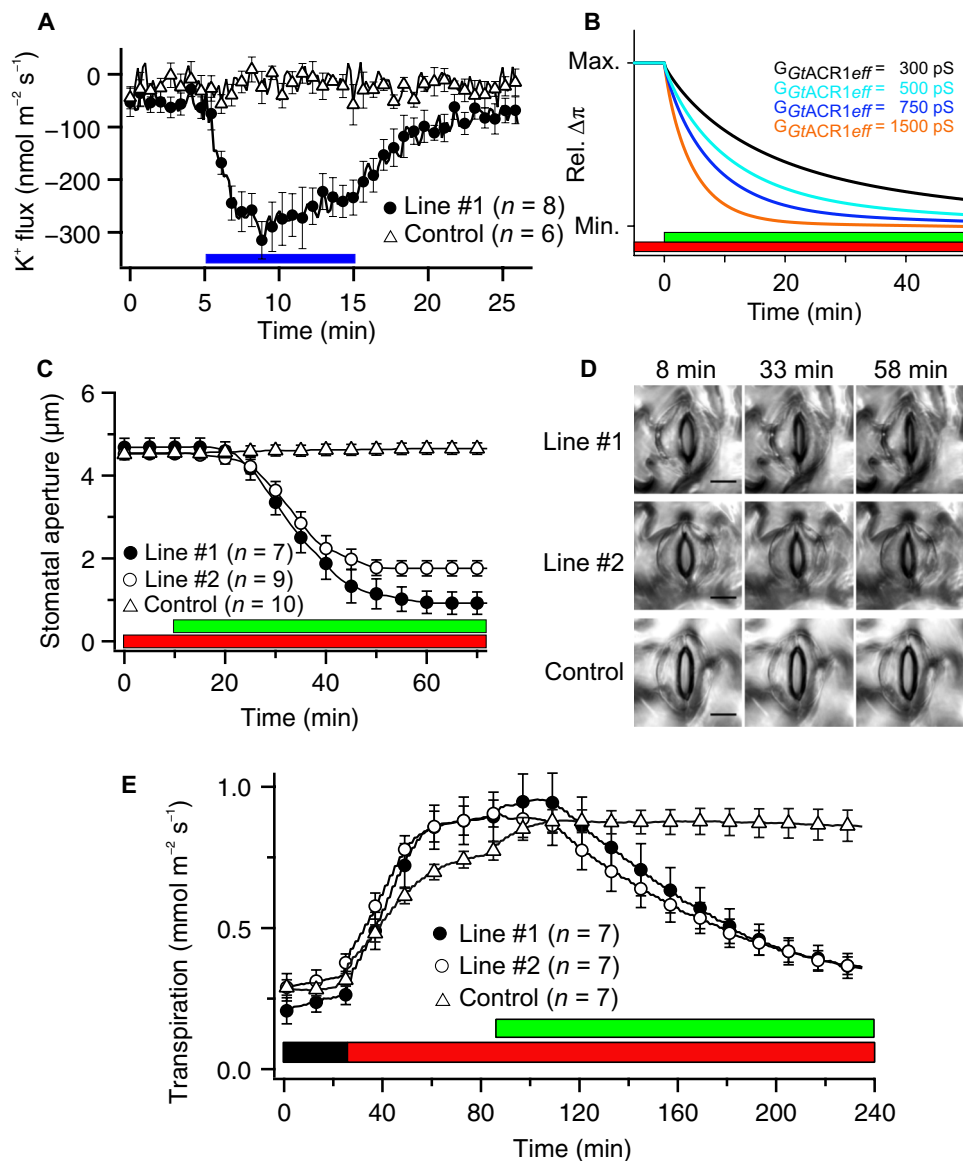 A
K⁺ flux (nmol m⁻² s⁻¹)
0
-100
-200
-300
Line #1 (n = 8)
Control (n = 6)
0 5 10 15 20 25
Time (min)
B
Rel. Δπ
Max.
Min.
G_GtACR1eff = 300 pS
G_GtACR1eff = 500 pS
G_GtACR1eff = 750 pS
G_GtACR1eff = 1500 pS
0 20 40
Time (min)
C
Stomatal aperture (μm)
6
4
2
0
Line #1 (n = 7)
Line #2 (n = 9)
Control (n = 10)
0 20 40 60
Time (min)
D
8 min 33 min 58 min
Line #1
Line #2
Control
E
Transpiration (mmol m⁻² s⁻¹)
1.0
0.5
0.0
Line #1 (n = 7)
Line #2 (n = 7)
Control (n = 7)
0 40 80 120 160 200 240
Time (min)